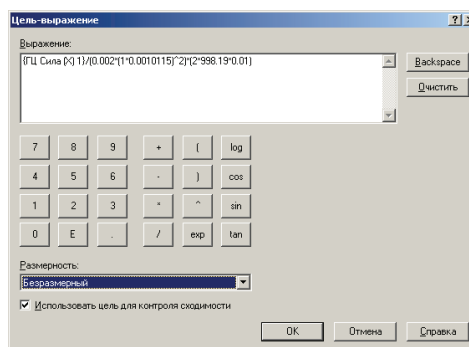 Цель-выражение
Выражение:
{ГЦ Сила (X) 1}/(0.002*(1*0.0010115)^2)*(2*998.19*0.01)
Backspace
Очистить
7 8 9 + ( log
4 5 6 - ) cos
1 2 3 * ^ sin
0 E . / exp tan
Размерность:
Безразмерный
Использовать цель для контроля сходимости
OK Отмена Справка